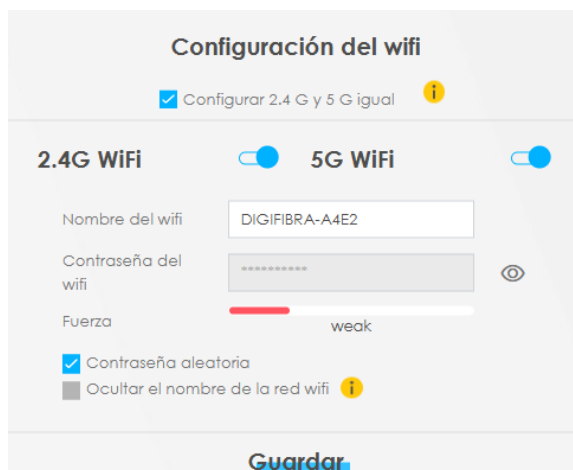 Configuración del wifi
Configurar 2.4 G y 5 G igual
2.4G WiFi
5G WiFi
Nombre del wifi
DIGIFIBRA-A4E2
Contraseña del
wifi
**********
Fuerza
weak
Contraseña aleatoria
Ocultar el nombre de la red wifi
Guardar